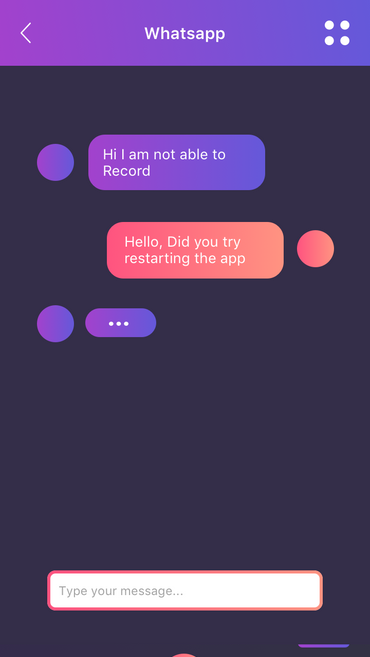 Whatsapp
Hi I am not able to
Record
Hello, Did you try
restarting the app
Type your message...